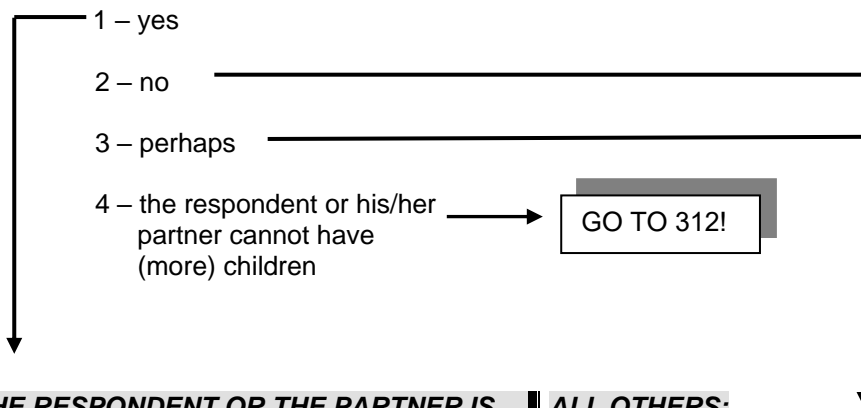 1 – yes
2 – no
3 – perhaps
4 – the respondent or his/her
partner cannot have
(more) children
GO TO 312!
RESPONDENT OR THE PARTNER IS
ALL OTHERS: